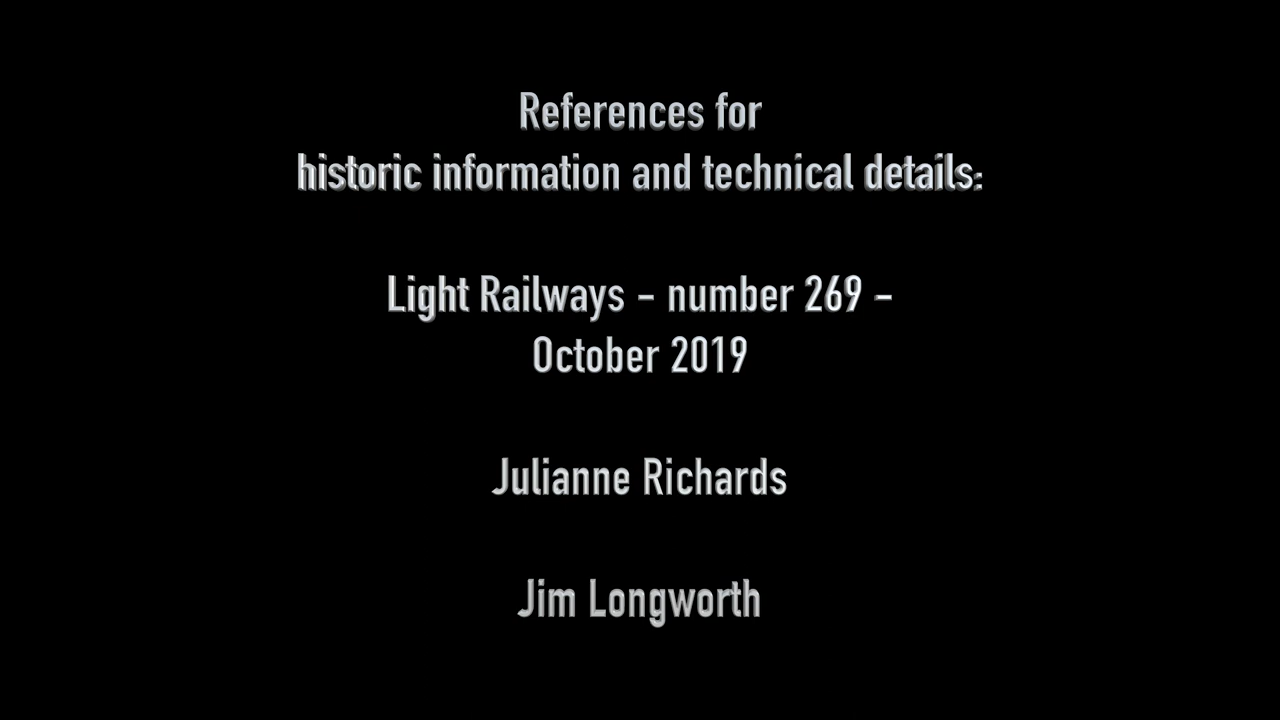 References for
historic information and technical details:
Light Railways - number 269 -
October 2019
Julianne Richards
Jim Longworth